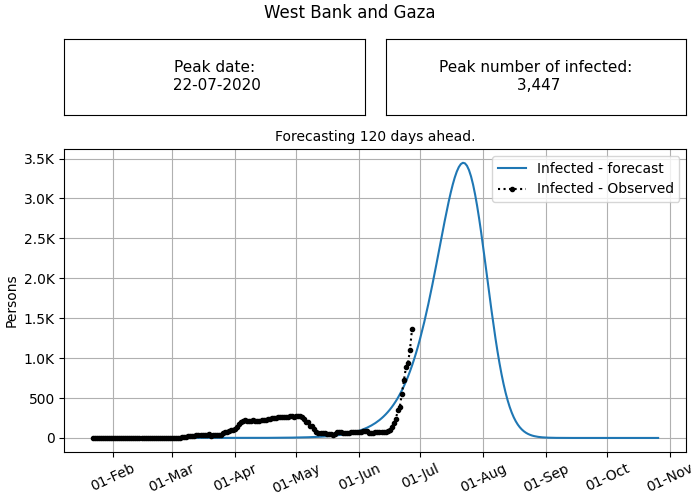 West Bank and Gaza
Peak date:
22-07-2020
Peak number of infected:
3,447
Forecasting 120 days ahead.
Infected - forecast
Infected - Observed
3.5K
3.0K
2.5K
2.0K
1.5K
1.0K
500
0
Persons
01-Feb
01-Mar
01-Apr
01-May
01-Jun
01-Jul
01-Aug
01-Sep
01-Oct
01-Nov